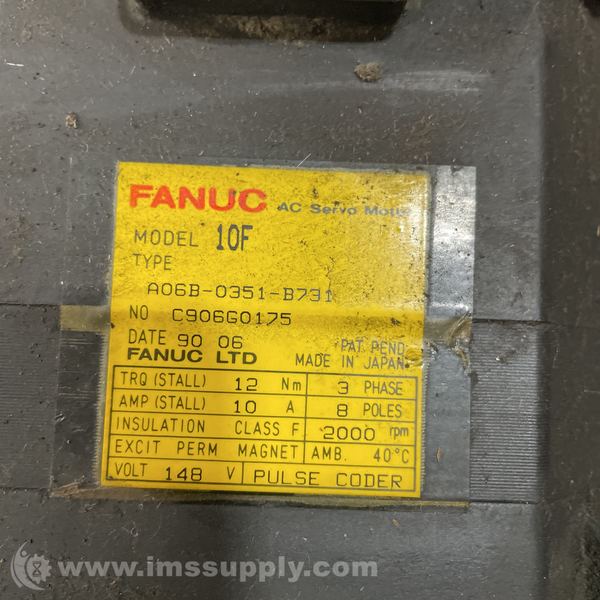 FANUC AC Servo Motor
MODEL 10F
TYPE
A06B-0351-B731
NO C906G0175
DATE 90 06
PAT. PEND.
FANUC LTD MADE IN JAPAN
TRQ (STALL) 12 Nm 3 PHASE
AMP (STALL) 10 A 8 POLES
INSULATION CLASS F 2000 rpm
EXCIT PERM MAGNET AMB. 40°C
VOLT 148 V PULSE CODER
www.imssupply.com